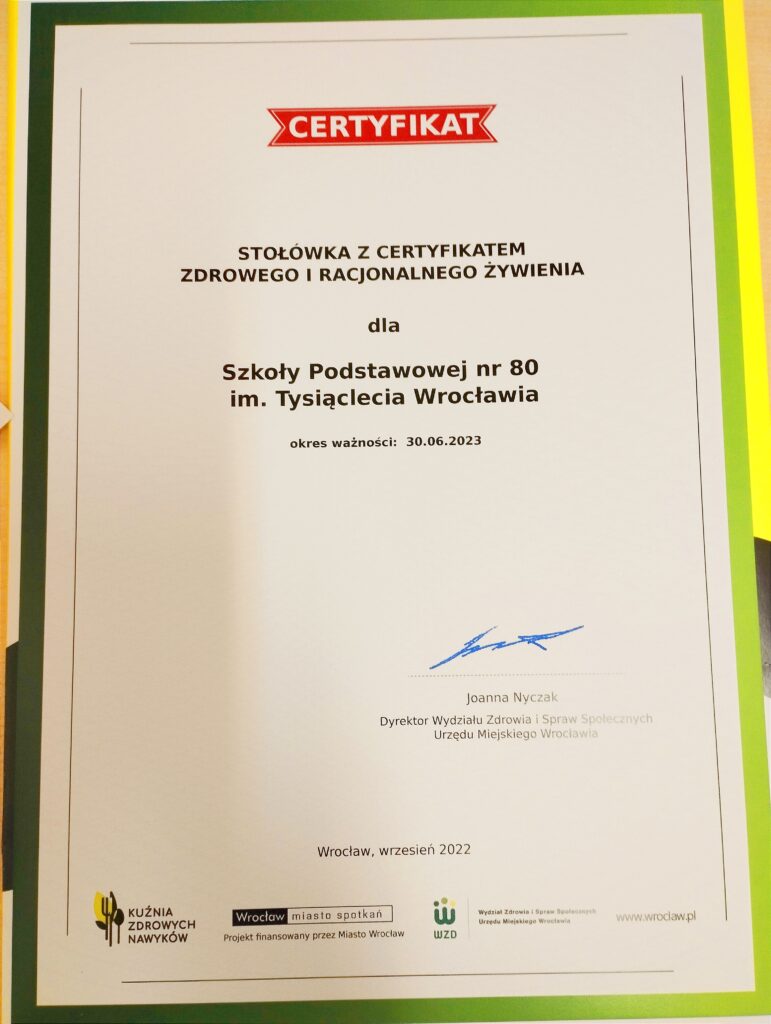 CERTYFIKAT
STOŁÓWKA Z CERTYFIKATEM
ZDROWEGO I RACJONALNEGO ŻYWIENIA
dla
Szkoły Podstawowej nr 80
im. Tysiąclecia Wrocławia
okres ważności: 30.06.2023
Joanna Nyczak
Dyrektor Wydziału Zdrowia i Spraw Społecznych
Urzędu Miejskiego Wrocławia
Wrocław, wrzesień 2022
KUŹNIA
ZDROWYCH
NAWYKÓW
Wrocław miasto spotkań
Projekt finansowany przez Miasto Wrocław
WZD
Wydział Zdrowia i Spraw Społecznych
Urzędu Miejskiego Wrocławia
www.wroclaw.pl